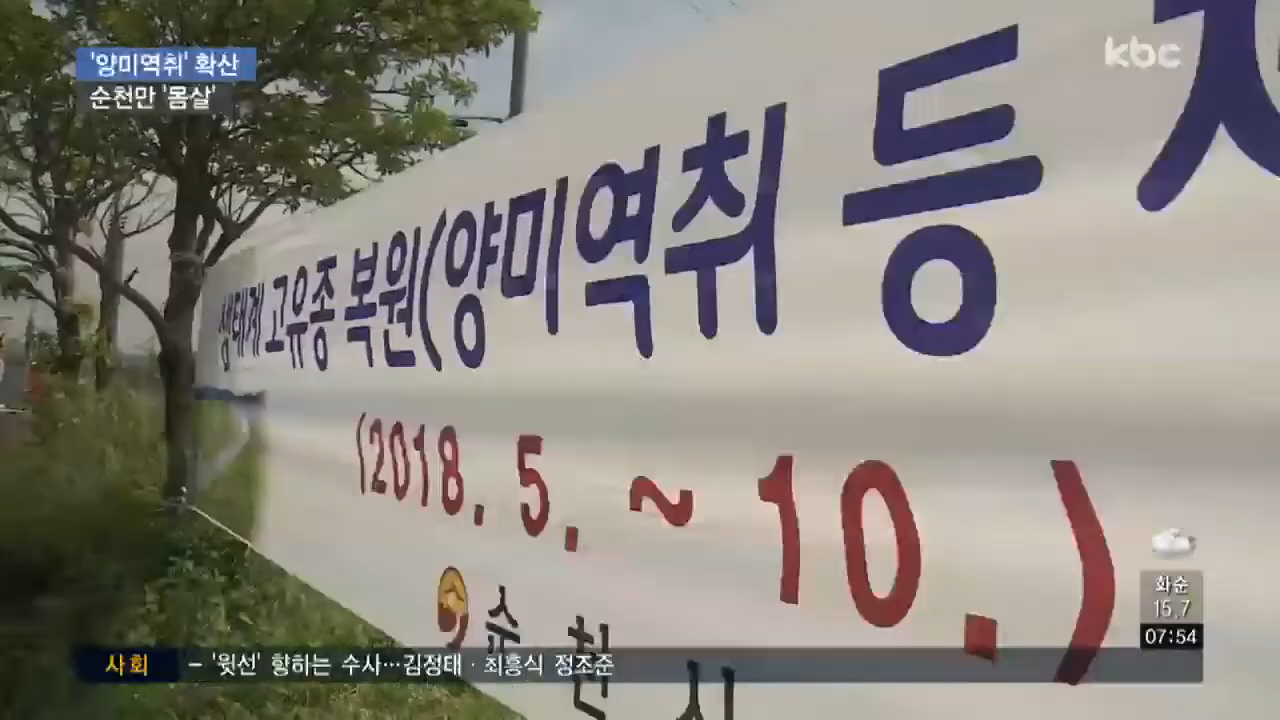 '양미역취' 확산
순천만 '몸살'
kbc
생태계 고유종 복원(양미역취 등
(2018. 5. ~ 10.)
순천시
화순
15.7
07:54
사회 – '윗선' 향하는 수사…김정태·최흥식 정조준